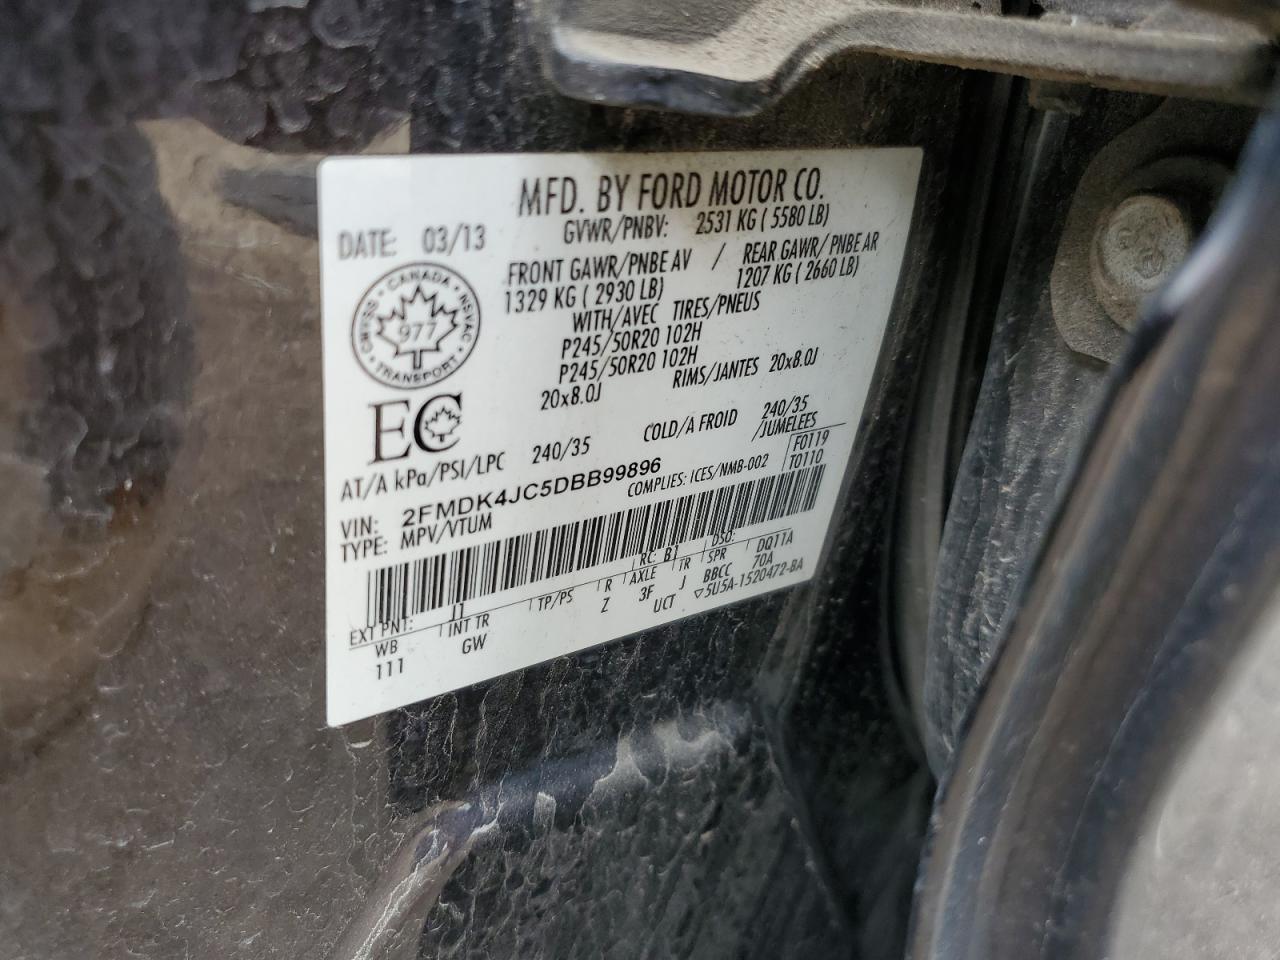 MFD. BY FORD MOTOR CO.
DATE: 03/13
GVWR/PNBV: 2531 KG ( 5580 LB)
FRONT GAWR/PNBE AV / REAR GAWR/ PNBE AR
1329 KG ( 2930 LB) 1207 KG ( 2660 LB)
WITH/AVEC TIRES/PNEUS
P245/50R20 102H
P245/50R20 102H
20x8.0J RIMS/JANTES 20x8.0J
CANADA
977
TRANSPORT
EC
AT/A kPa/PSI/LPC 240/35 COLD/A FROID 240/35
/JUMELEES
VIN: 2FMDK4JC5DBB99896
F0119
TYPE: MPV/VTUM COMPLIES: ICES/NMB-002 T0110
EXT PNT: J1 RC: B1 DSO:
WB INT TR TP/PS R AXLE TR SPR DQ11A
111 GW Z 3F J BBCC 70A
UCT ▽5U5A-1520472-BA